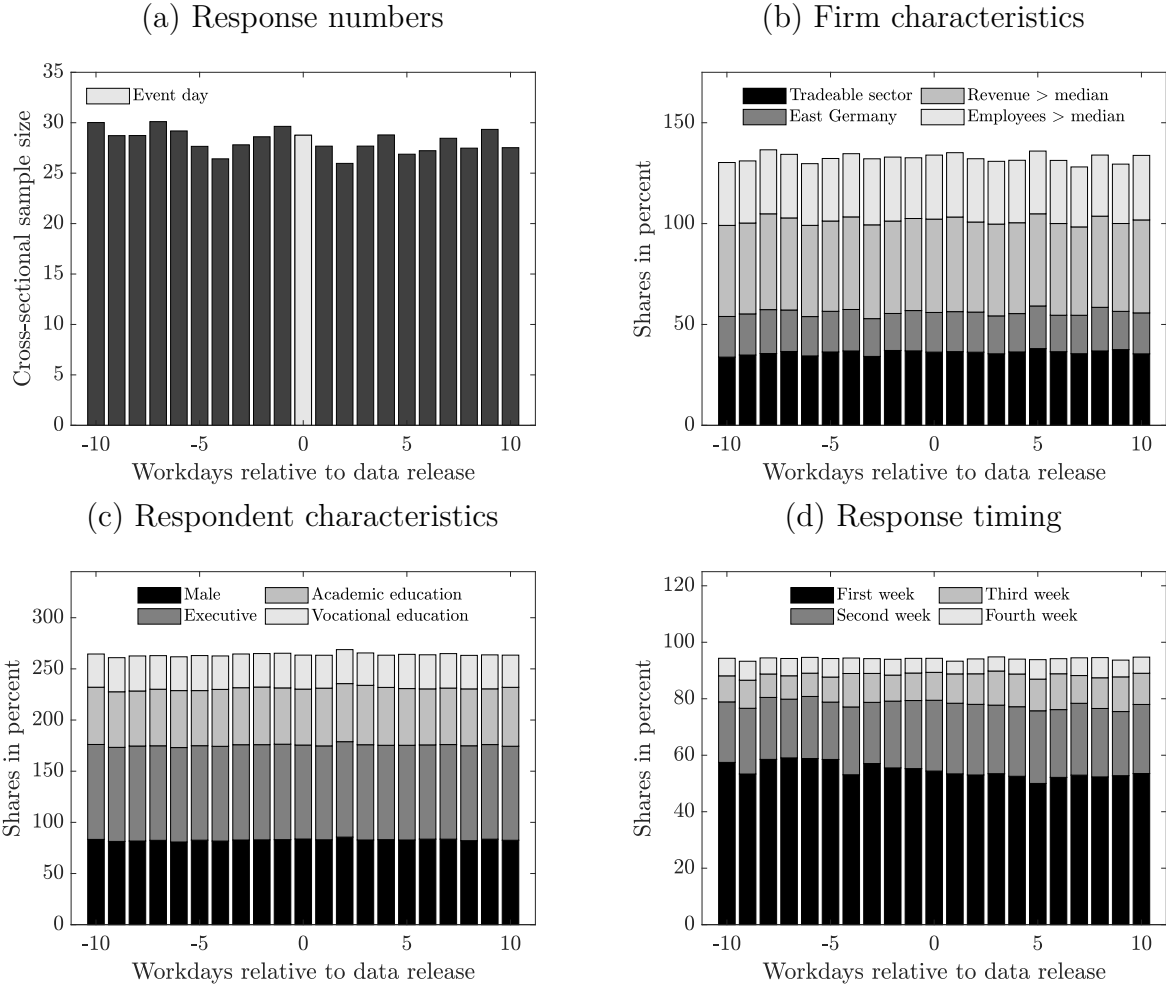 (a) Response numbers
35
30
25
20
15
10
5
0
Cross-sectional sample size
Event day
-10 -5 0 5 10
Workdays relative to data release
(b) Firm characteristics
150
100
50
0
Shares in percent
Tradeable sector
East Germany
Revenue > median
Employees > median
-10 -5 0 5 10
Workdays relative to data release
(c) Respondent characteristics
300
250
200
150
100
50
0
Shares in percent
Male
Executive
Academic education
Vocational education
-10 -5 0 5 10
Workdays relative to data release
(d) Response timing
120
100
80
60
40
20
0
Shares in percent
First week
Second week
Third week
Fourth week
-10 -5 0 5 10
Workdays relative to data release